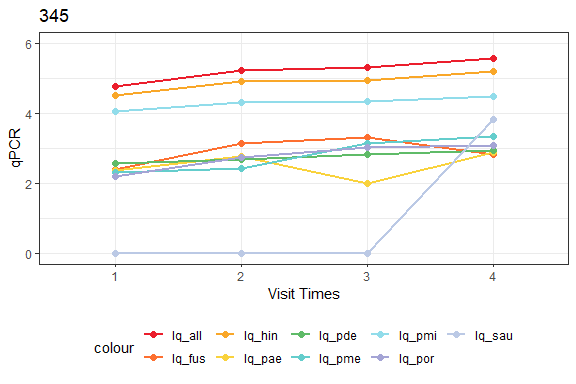 345
6
4
2
0
qPCR
1 2 3 4
Visit Times
colour
lq_all lq_hin lq_pde lq_pmi lq_sau
lq_fus lq_pae lq_pme lq_por